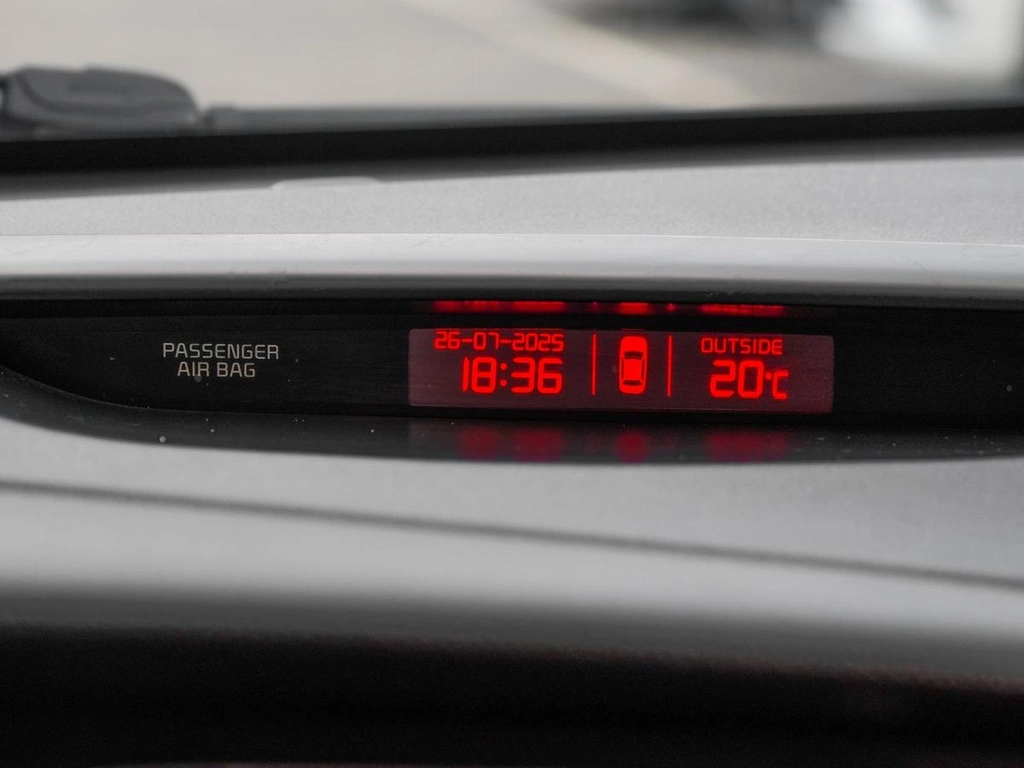 PASSENGER
AIR BAG
26-07-2025
18:36
OUTSIDE
20°C